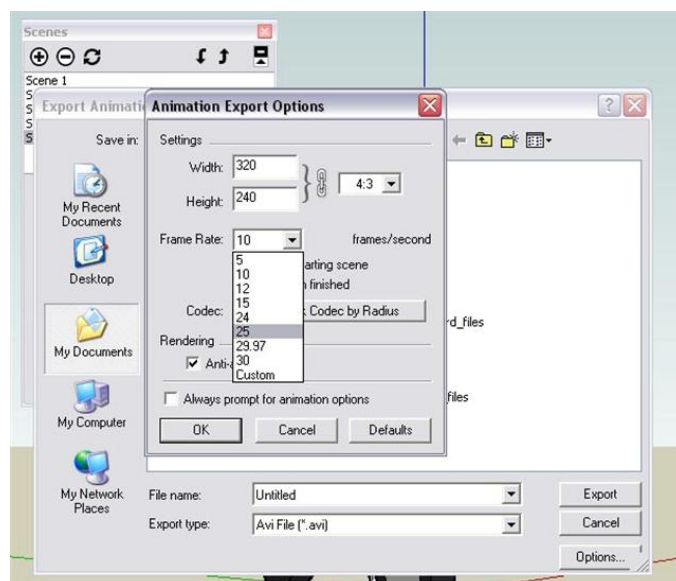 Scenes
Scene 1
S
S
S
S
Export Animati
Animation Export Options
Save in:
My Recent
Documents
Desktop
My Documents
My Computer
My Network
Places
Settings
Width: 320
Height: 240
4:3
Frame Rate: 10 frames/second
5
10
12
15
24
25
29.97
30
Custom
arting scene
finished
Codec: Codec by Radius
Rendering
Anti-a
Always prompt for animation options
OK Cancel Defaults
rd_files
files
File name: Untitled Export
Export type: Avi File (*.avi) Cancel
Options...